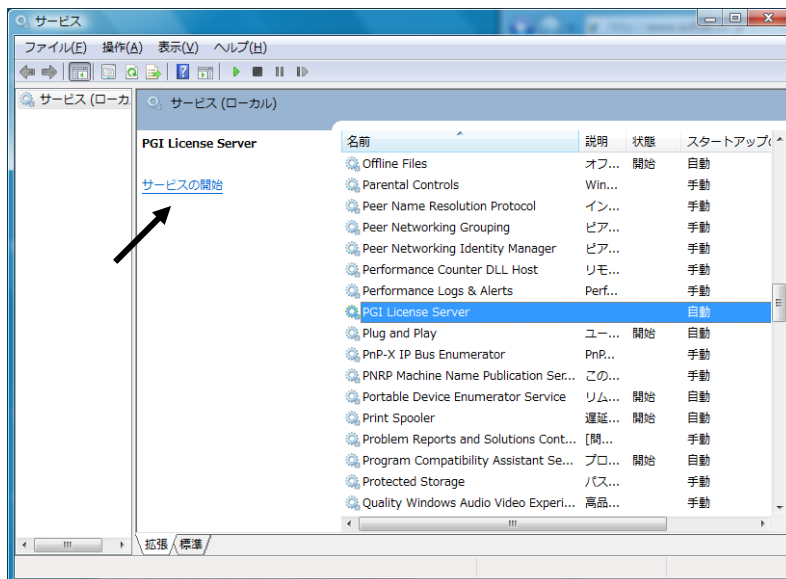 サービス
ファイル(F) 操作(A) 表示(V) ヘルプ(H)
サービス (ローカ
サービス (ローカル)
PGI License Server
サービスの開始
名前 説明 状態 スタートアップの
Offline Files オフ... 開始 自動
Parental Controls Win... 手動
Peer Name Resolution Protocol イン... 手動
Peer Networking Grouping ピア... 手動
Peer Networking Identity Manager ピア... 手動
Performance Counter DLL Host リモ... 手動
Performance Logs & Alerts Perf... 手動
PGI License Server 自動
Plug and Play ユー... 開始 自動
PnP-X IP Bus Enumerator PnP... 手動
PNRP Machine Name Publication Ser... この... 手動
Portable Device Enumerator Service リム... 開始 自動
Print Spooler 遅延... 開始 自動
Problem Reports and Solutions Cont... [問... 手動
Program Compatibility Assistant Se... プロ... 開始 自動
Protected Storage パス... 手動
Quality Windows Audio Video Experi... 高品... 手動
拡張 標準